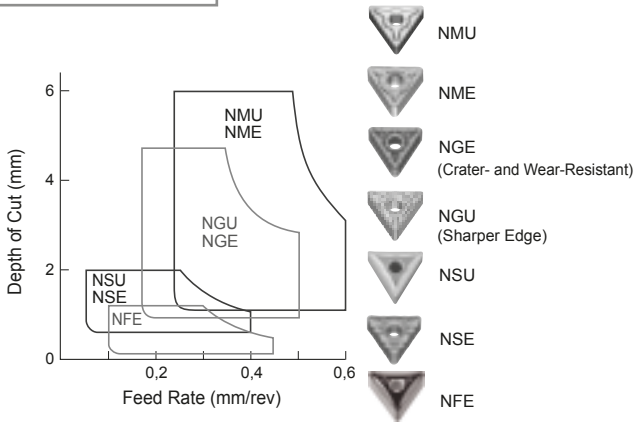 6
4
2
0
0,2
0,4
0,6
Depth of Cut (mm)
Feed Rate (mm/rev)
NMU
NME
NGU
NGE
NSU
NSE
NFE
NMU
NME
NGE
(Crater- and Wear-Resistant)
NGU
(Sharper Edge)
NSU
NSE
NFE